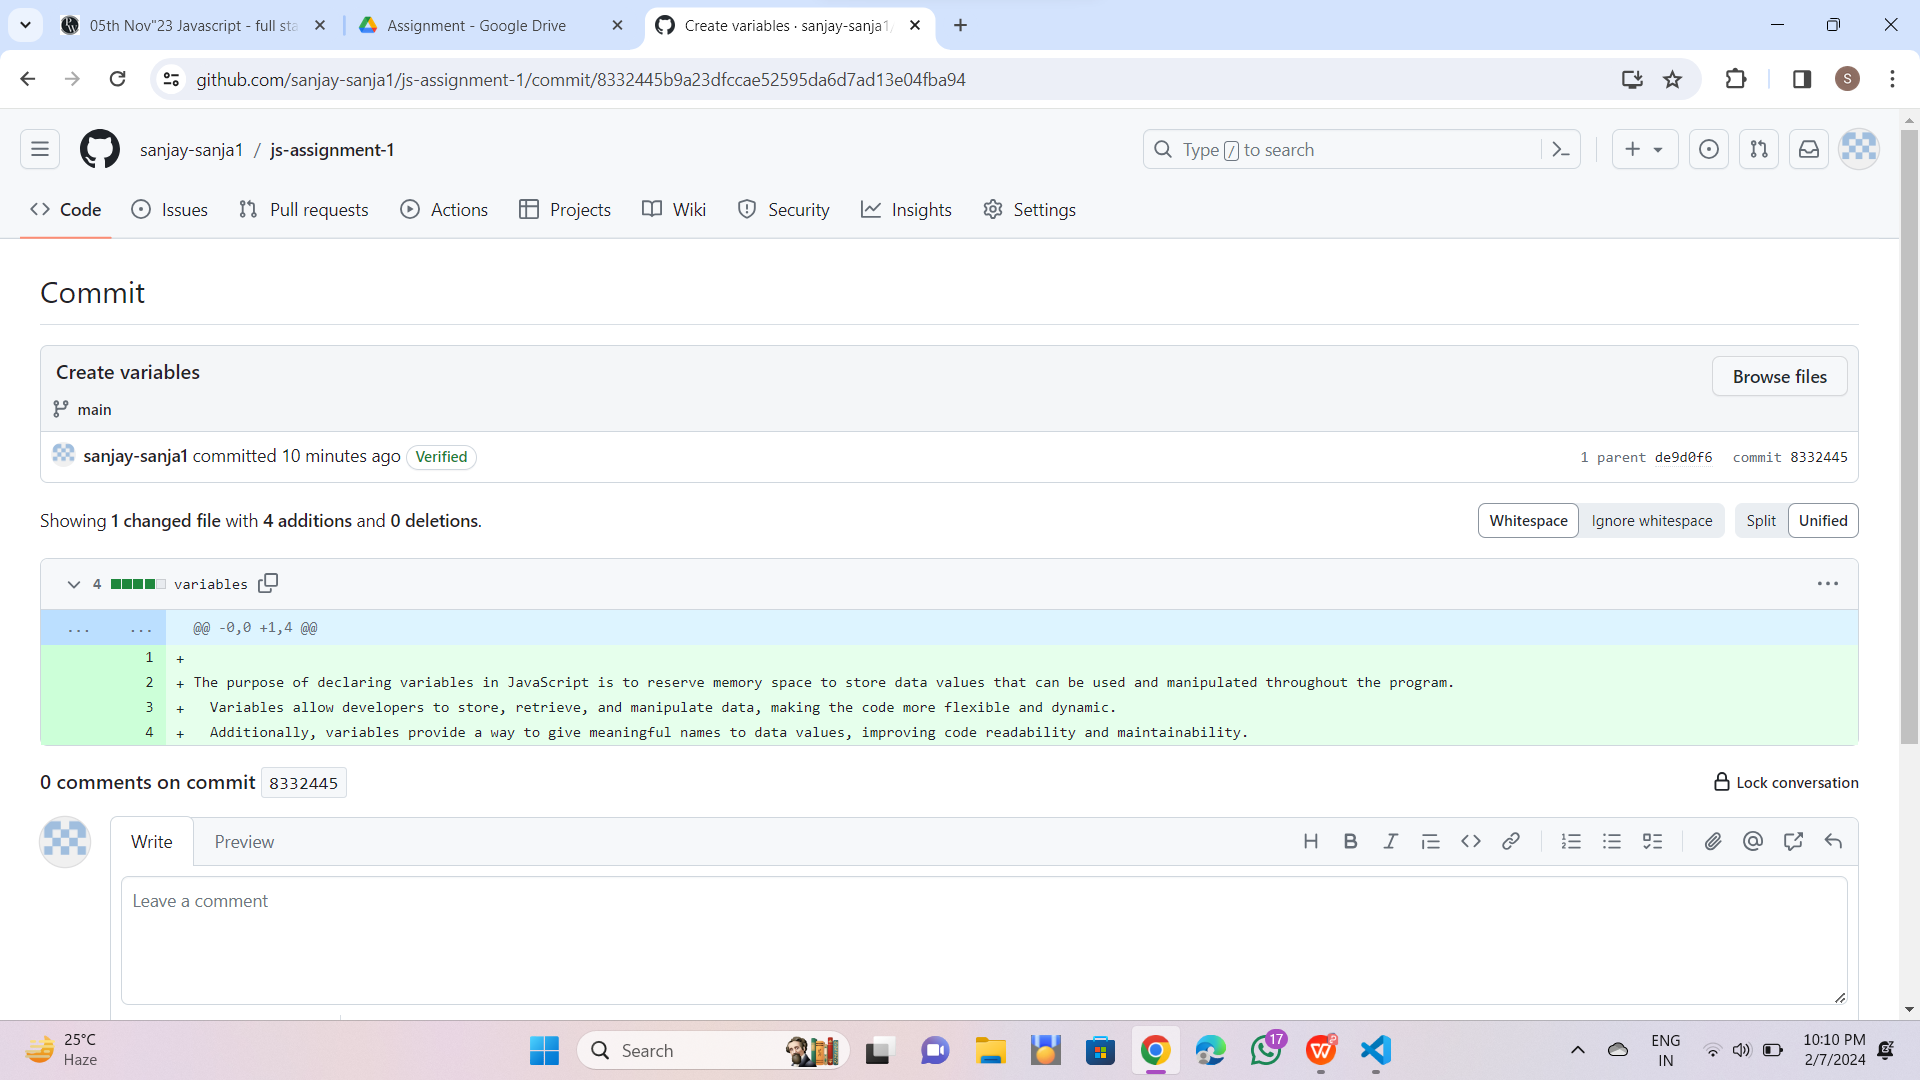 05th Nov"23 Javascript - full sta
Assignment - Google Drive
Create variables · sanjay-sanja1/
github.com/sanjay-sanja1/js-assignment-1/commit/8332445b9a23dfccae52595da6d7ad13e04fba94
S
sanjay-sanja1 / js-assignment-1
Type / to search
Code Issues Pull requests Actions Projects Wiki Security Insights Settings
Commit
Create variables
Browse files
main
sanjay-sanja1 committed 10 minutes ago Verified
1 parent de9d0f6 commit 8332445
Showing 1 changed file with 4 additions and 0 deletions.
Whitespace Ignore whitespace Split Unified
4 variables
... ... @@ -0,0 +1,4 @@
1 +
2 + The purpose of declaring variables in JavaScript is to reserve memory space to store data values that can be used and manipulated throughout the program.
3 + Variables allow developers to store, retrieve, and manipulate data, making the code more flexible and dynamic.
4 + Additionally, variables provide a way to give meaningful names to data values, improving code readability and maintainability.
0 comments on commit 8332445
Lock conversation
Write Preview
Leave a comment
25°C
Haze
Search
17
ENG
IN
10:10 PM
2/7/2024